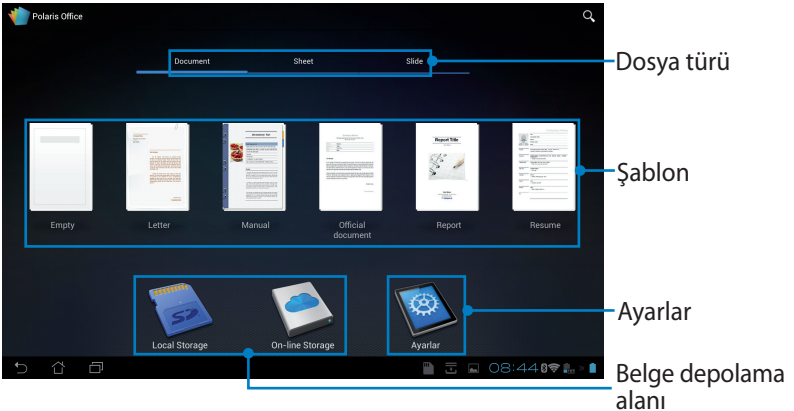 Polaris Office
Document Sheet Slide
Dosya türü
Report Title
Şablon
Empty Letter Manual Official document Report Resume
Ayarlar
Local Storage On-line Storage Ayarlar
08:44
Belge depolama
alanı